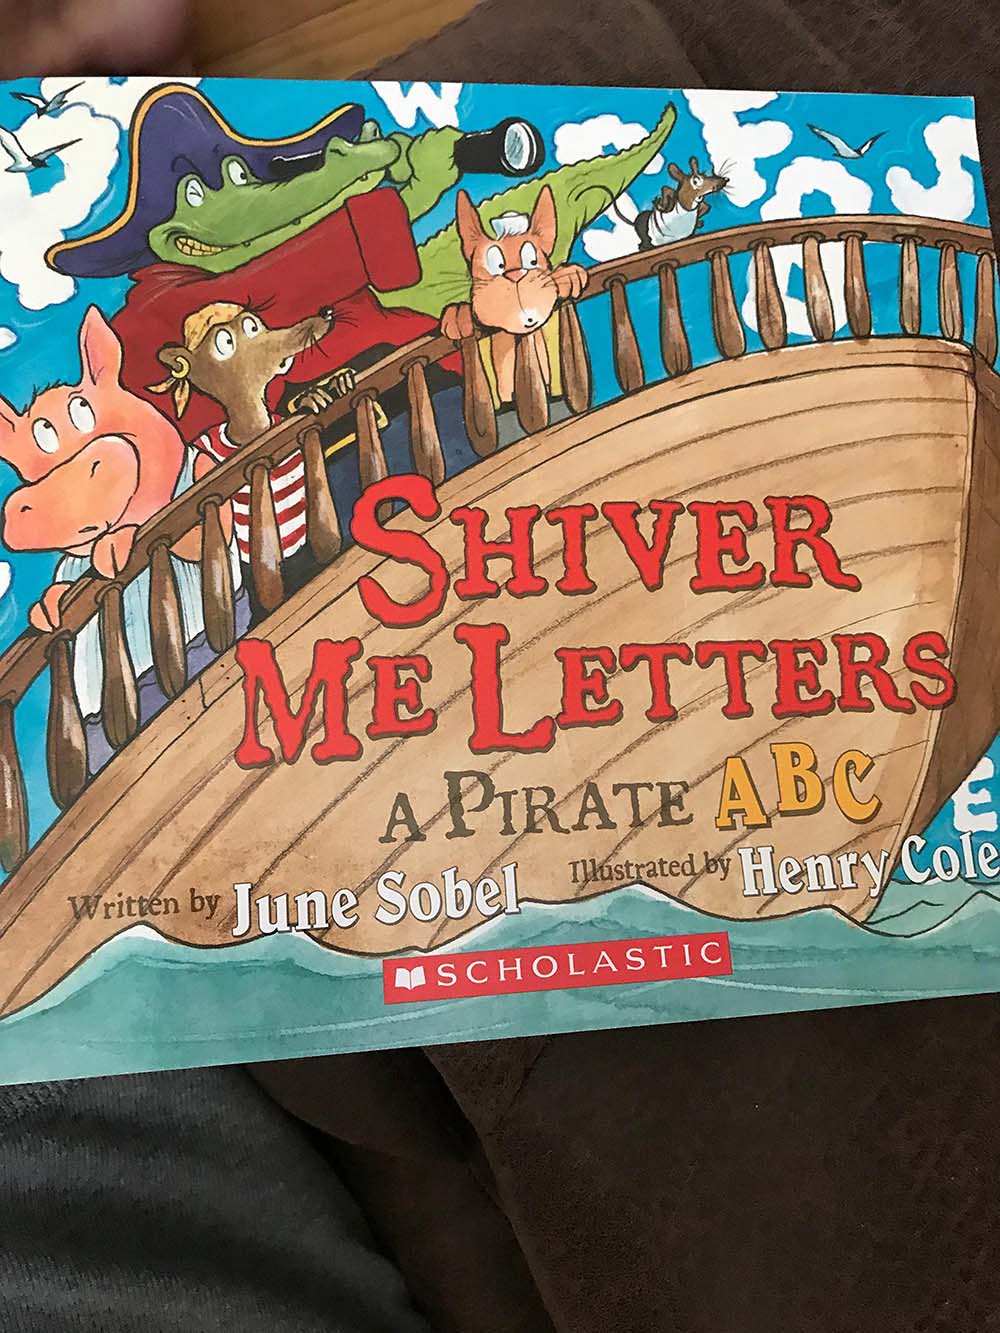 SHIVER
ME LETTERS
A PIRATE ABC
Written by June Sobel
Illustrated by Henry Cole
SCHOLASTIC
W
F
O
S
E